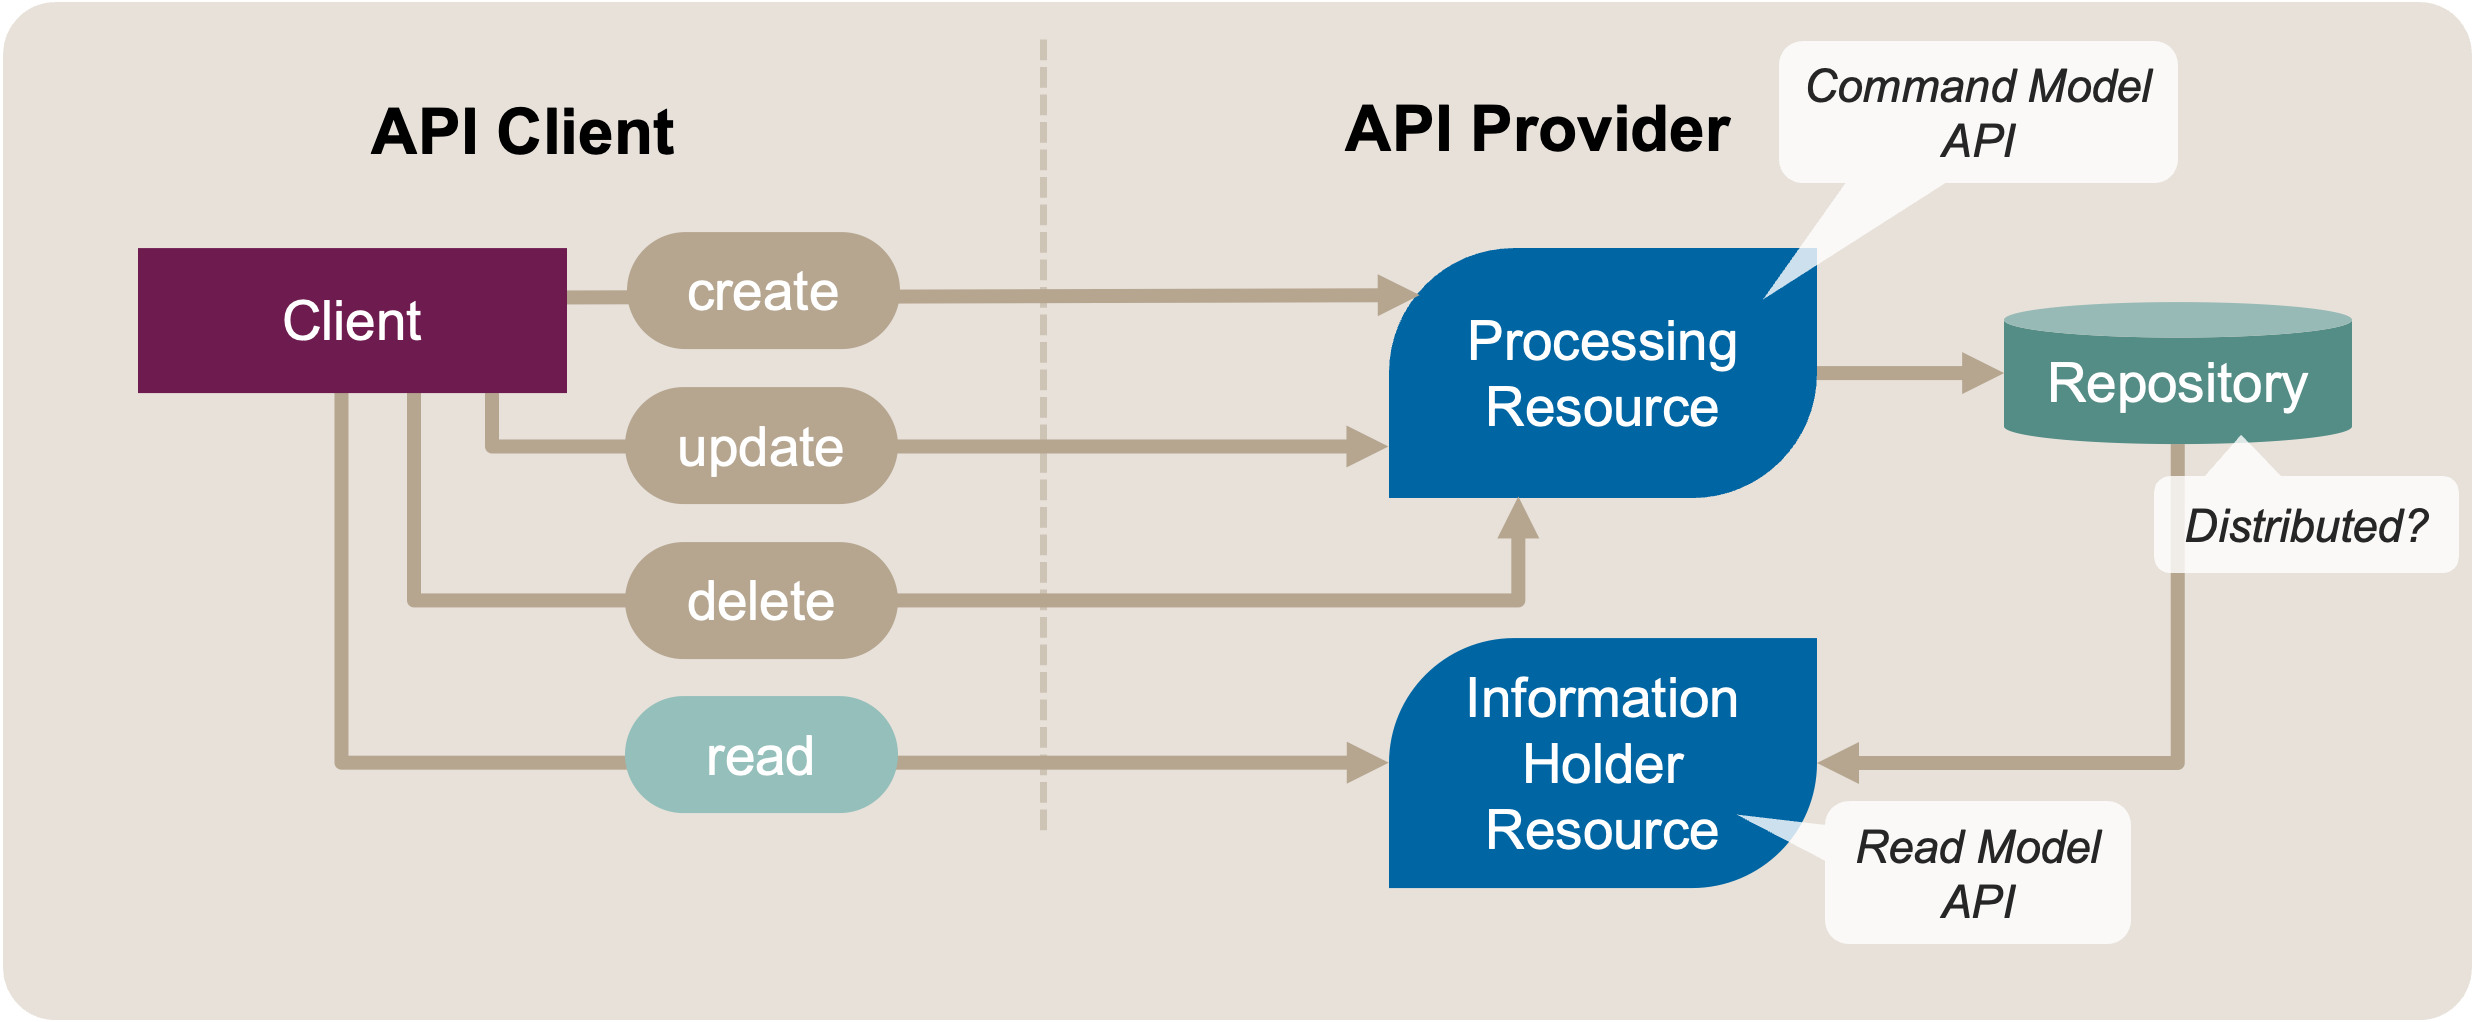 API Client
API Provider
Command Model
API
Client
create
update
delete
read
Processing
Resource
Repository
Distributed?
Information
Holder
Resource
Read Model
API